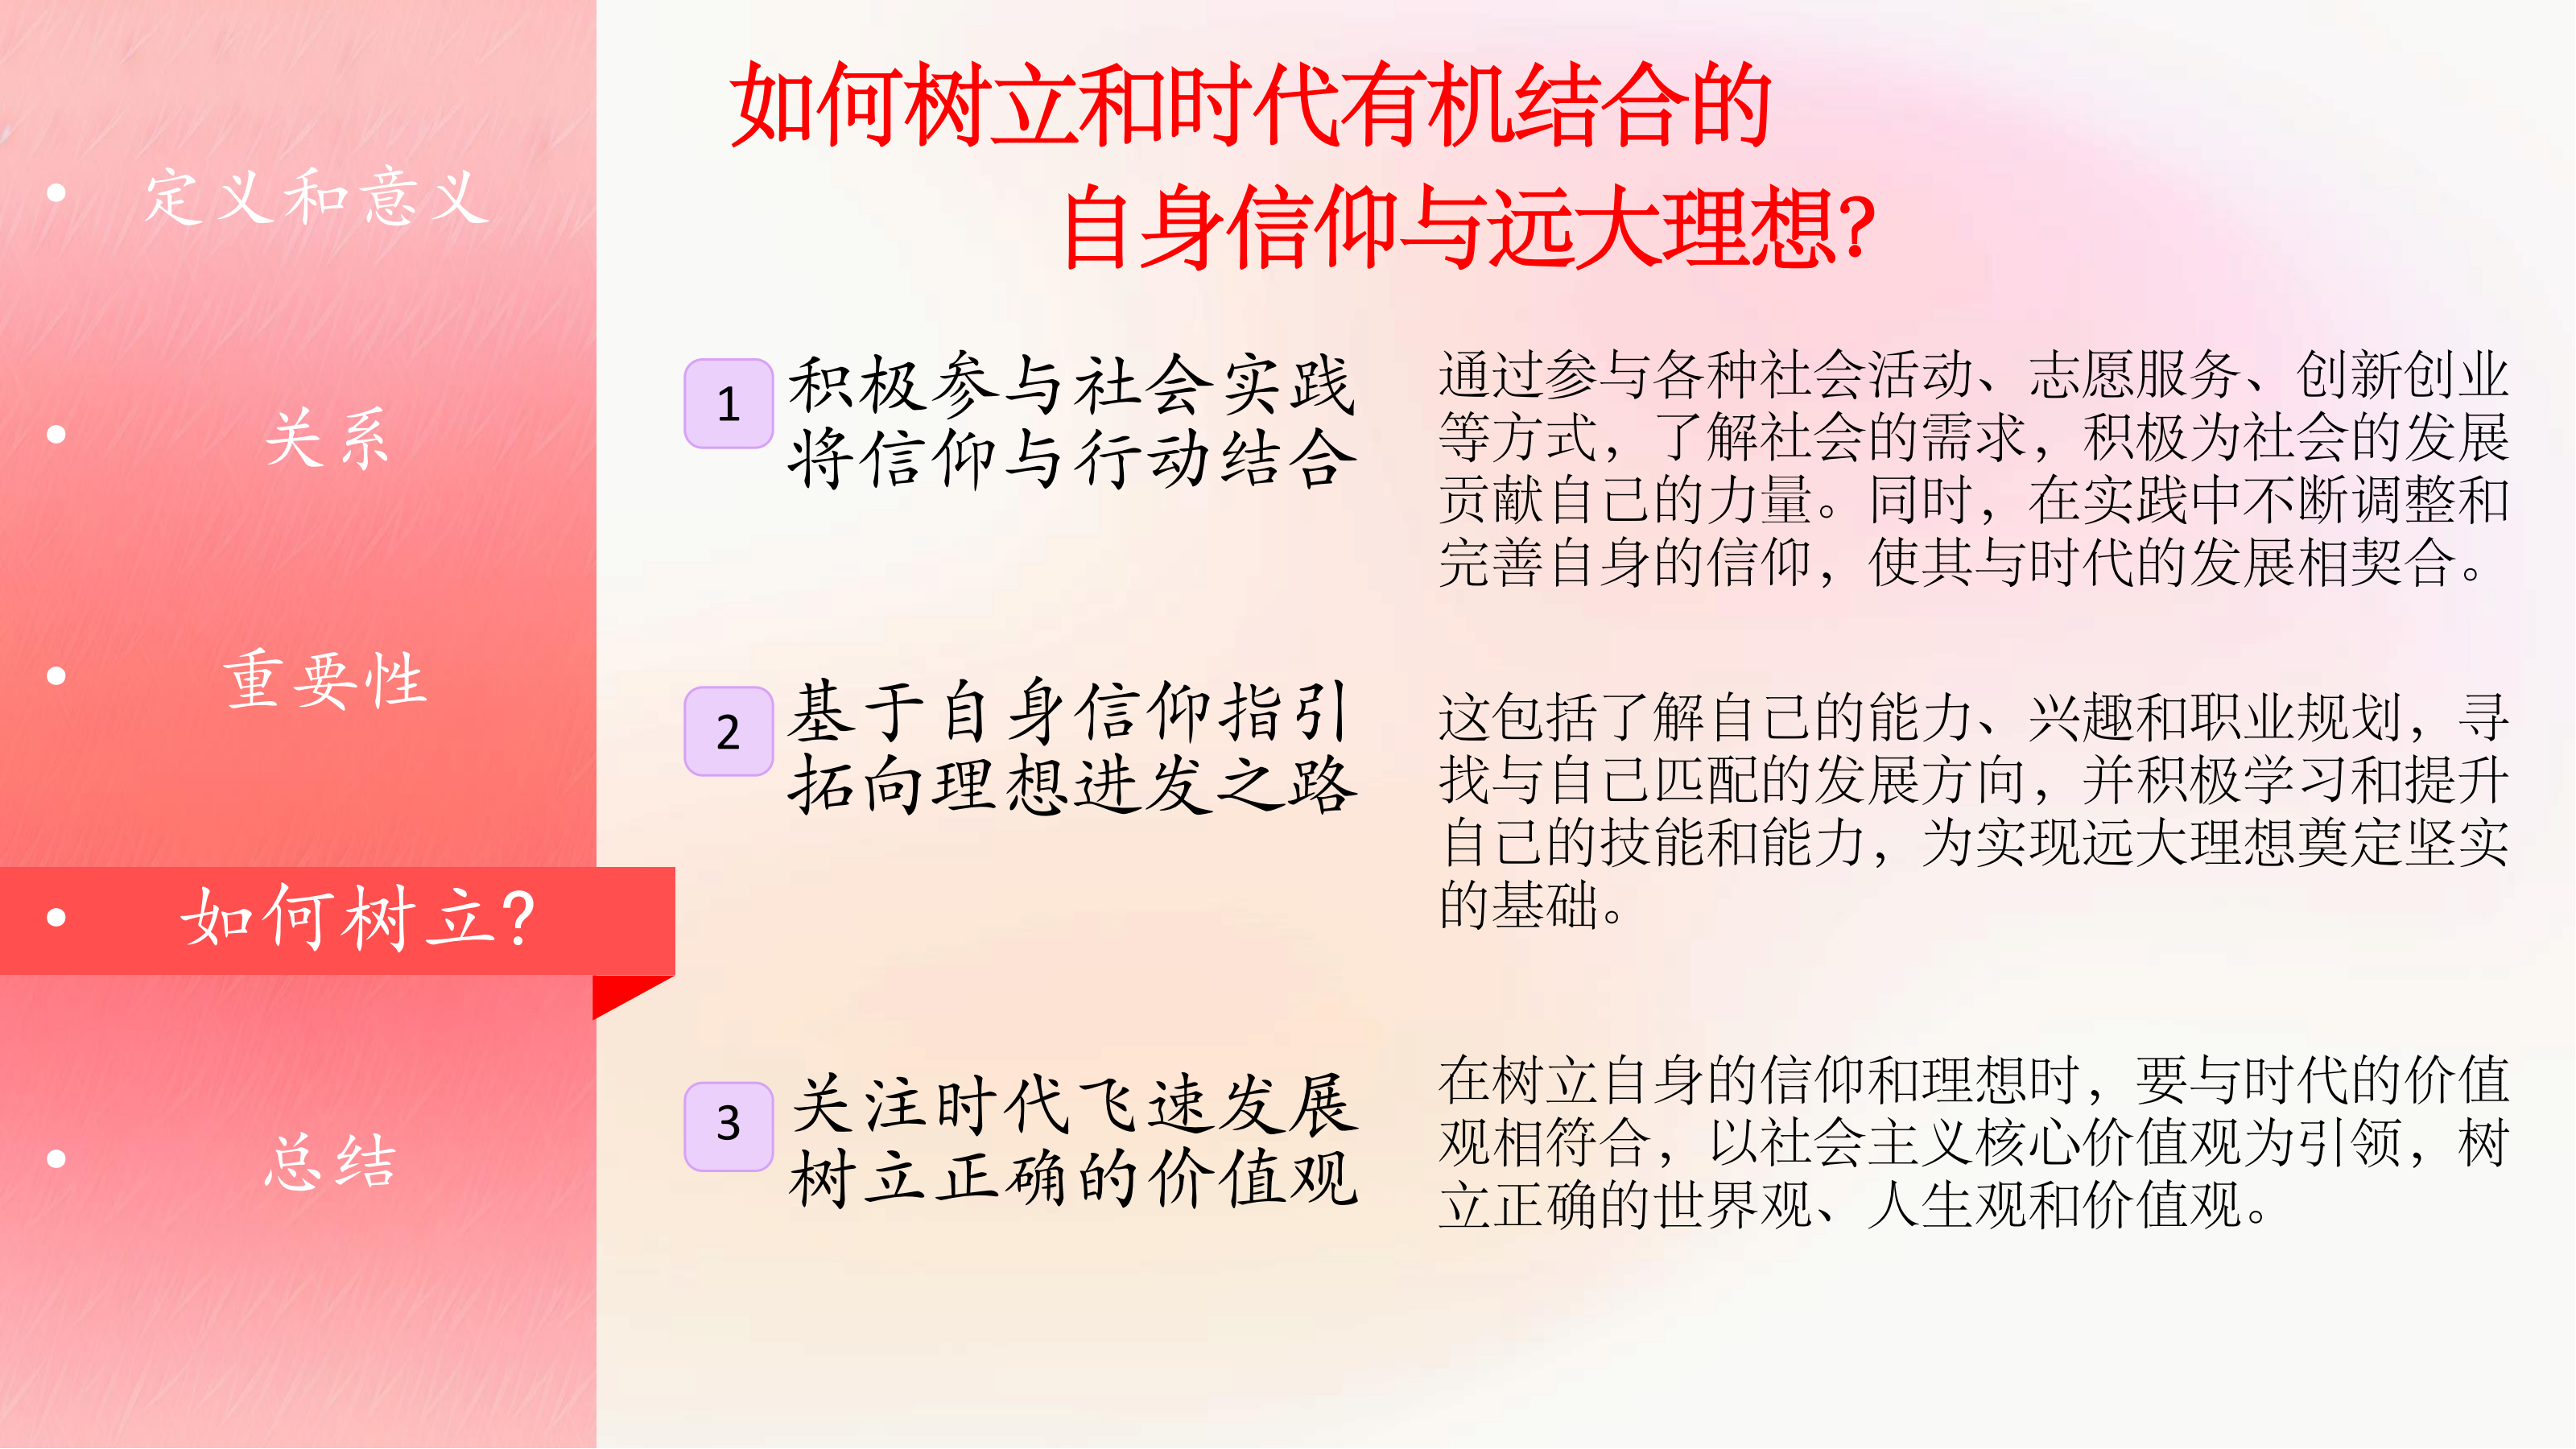 • 定义和意义
• 关系
• 重要性
• 如何树立?
• 总结
如何树立和时代有机结合的
自身信仰与远大理想?
1
积极参与社会实践
将信仰与行动结合
通过参与各种社会活动、志愿服务、创新创业
等方式，了解社会的需求，积极为社会的发展
贡献自己的力量。同时，在实践中不断调整和
完善自身的信仰，使其与时代的发展相契合。
2
基于自身信仰指引
拓向理想进发之路
这包括了解自己的能力、兴趣和职业规划，寻
找与自己匹配的发展方向，并积极学习和提升
自己的技能和能力，为实现远大理想奠定坚实
的基础。
3
关注时代飞速发展
树立正确的价值观
在树立自身的信仰和理想时，要与时代的价值
观相符合，以社会主义核心价值观为引领，树
立正确的世界观、人生观和价值观。